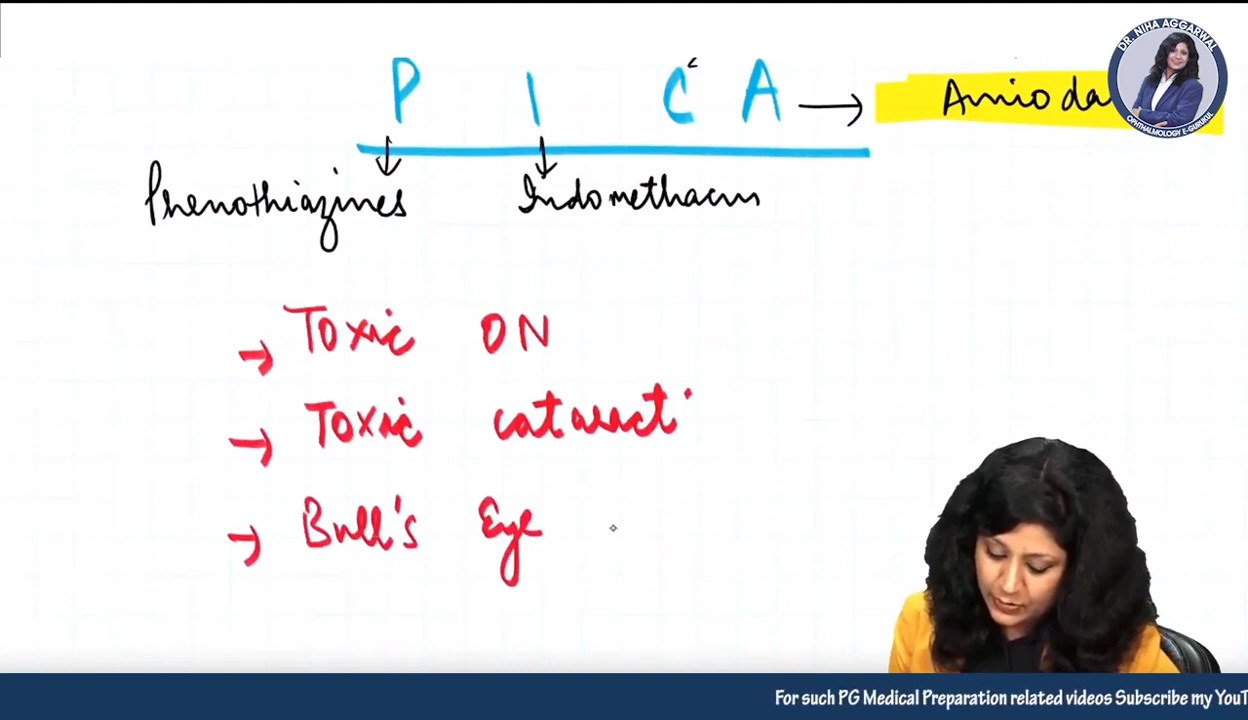 DR. NIHA AGGARWAL
OPHTHALMOLOGY E-GURUKUL
P I C A → Amioda
Phenothiazines Indomethacin
→ Toxic ON
→ Toxic cataract
→ Bull's Eye
For such PG Medical Preparation related videos Subscribe my YouT